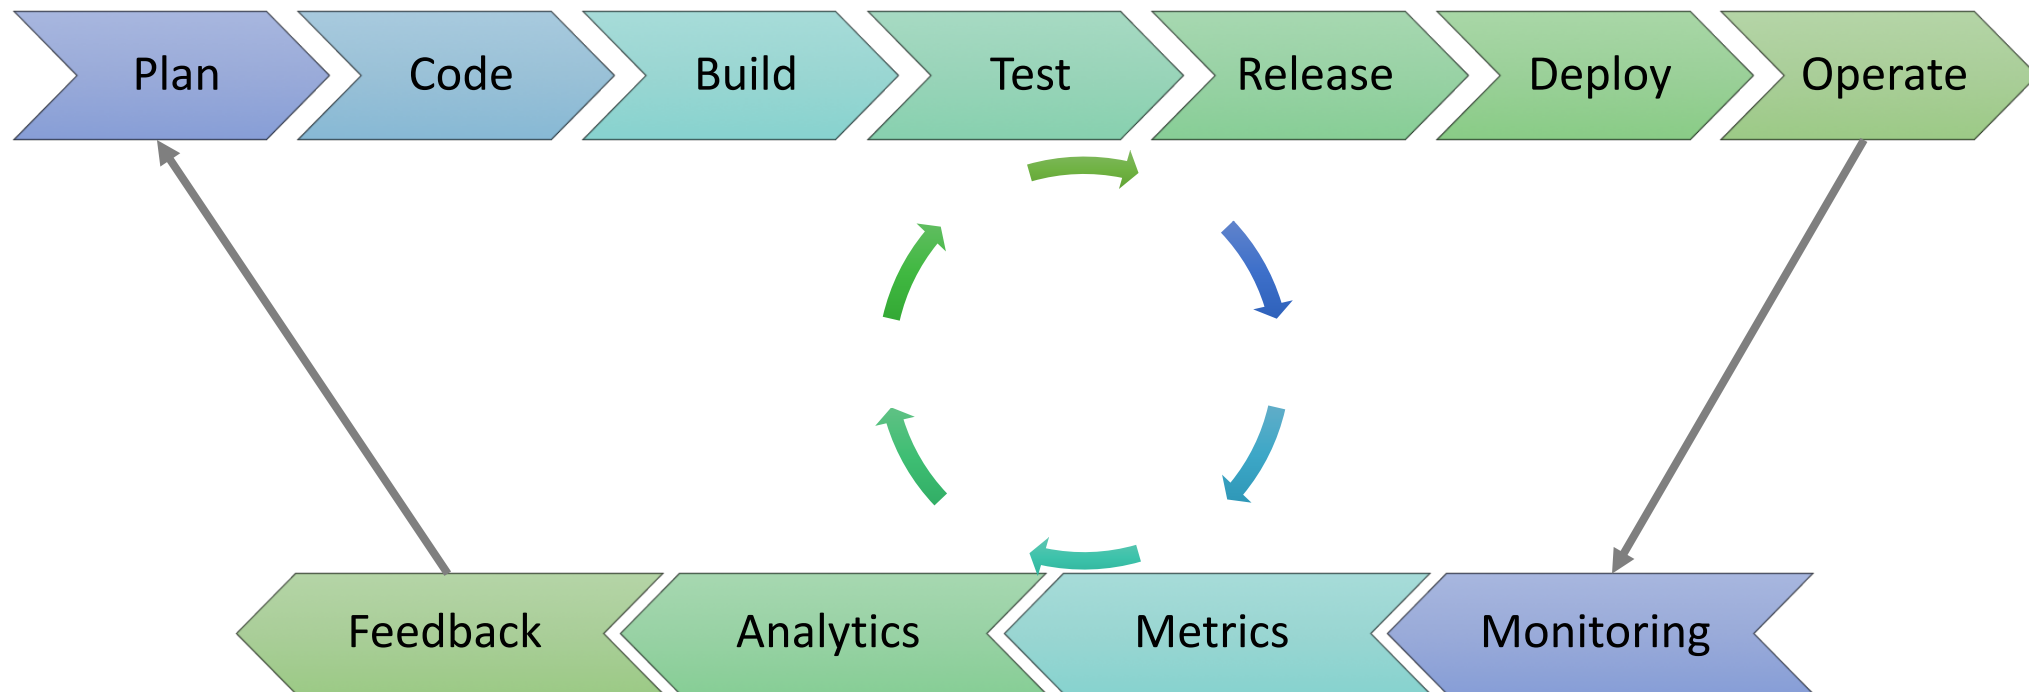 Plan
Code
Build
Test
Release
Deploy
Operate
Feedback
Analytics
Metrics
Monitoring